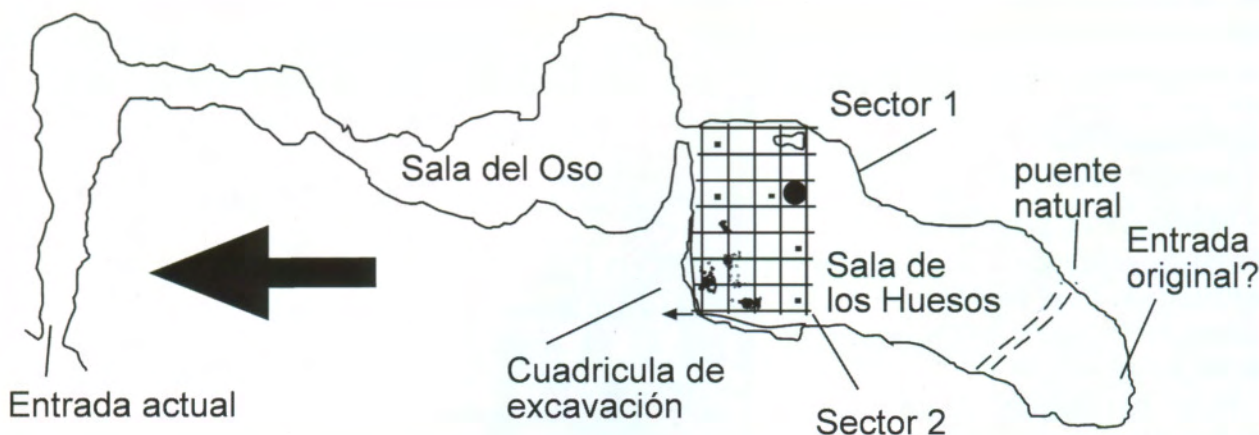 Sector 1
Sala del Oso
puente
natural
Entrada
original?
Sala de
los Huesos
Cuadricula de
excavación
Entrada actual
Sector 2